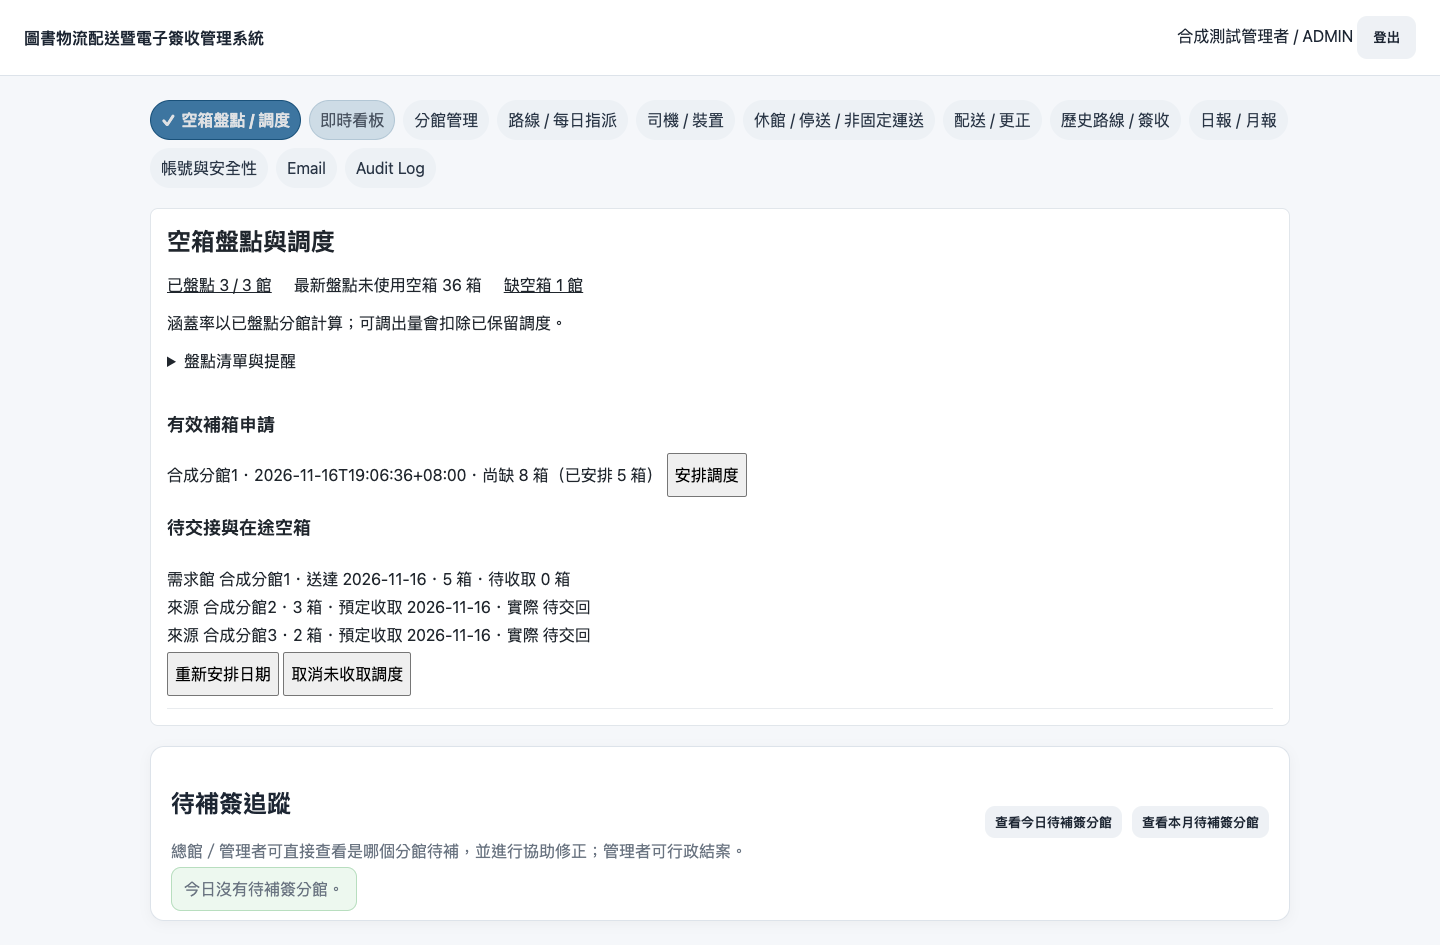 圖書物流配送暨電子簽收管理系統
合成測試管理者 / ADMIN 登出
✓ 空箱盤點 / 調度 即時看板 分館管理 路線 / 每日指派 司機 / 裝置 休館 / 停送 / 非固定運送 配送 / 更正 歷史路線 / 簽收 日報 / 月報
帳號與安全性 Email Audit Log
空箱盤點與調度
已盤點 3 / 3 館 最新盤點未使用空箱 36 箱 缺空箱 1 館
涵蓋率以已盤點分館計算；可調出量會扣除已保留調度。
▶ 盤點清單與提醒
有效補箱申請
合成分館1 · 2026-11-16T19:06:36+08:00 · 尚缺 8 箱（已安排 5 箱） 安排調度
待交接與在途空箱
需求館 合成分館1 · 送達 2026-11-16 · 5 箱 · 待收取 0 箱
來源 合成分館2 · 3 箱 · 預定收取 2026-11-16 · 實際 待交回
來源 合成分館3 · 2 箱 · 預定收取 2026-11-16 · 實際 待交回
重新安排日期 取消未收取調度
待補簽追蹤
查看今日待補簽分館 查看本月待補簽分館
總館 / 管理者可直接查看是哪個分館待補，並進行協助修正；管理者可行政結案。
今日沒有待補簽分館。